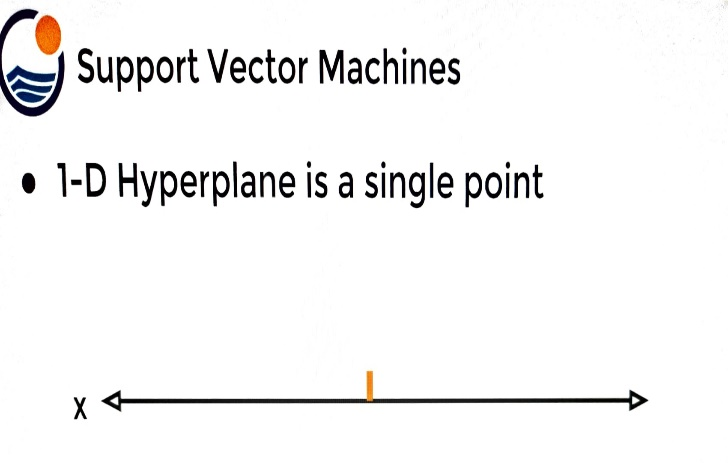 Support Vector Machines
• 1-D Hyperplane is a single point
X